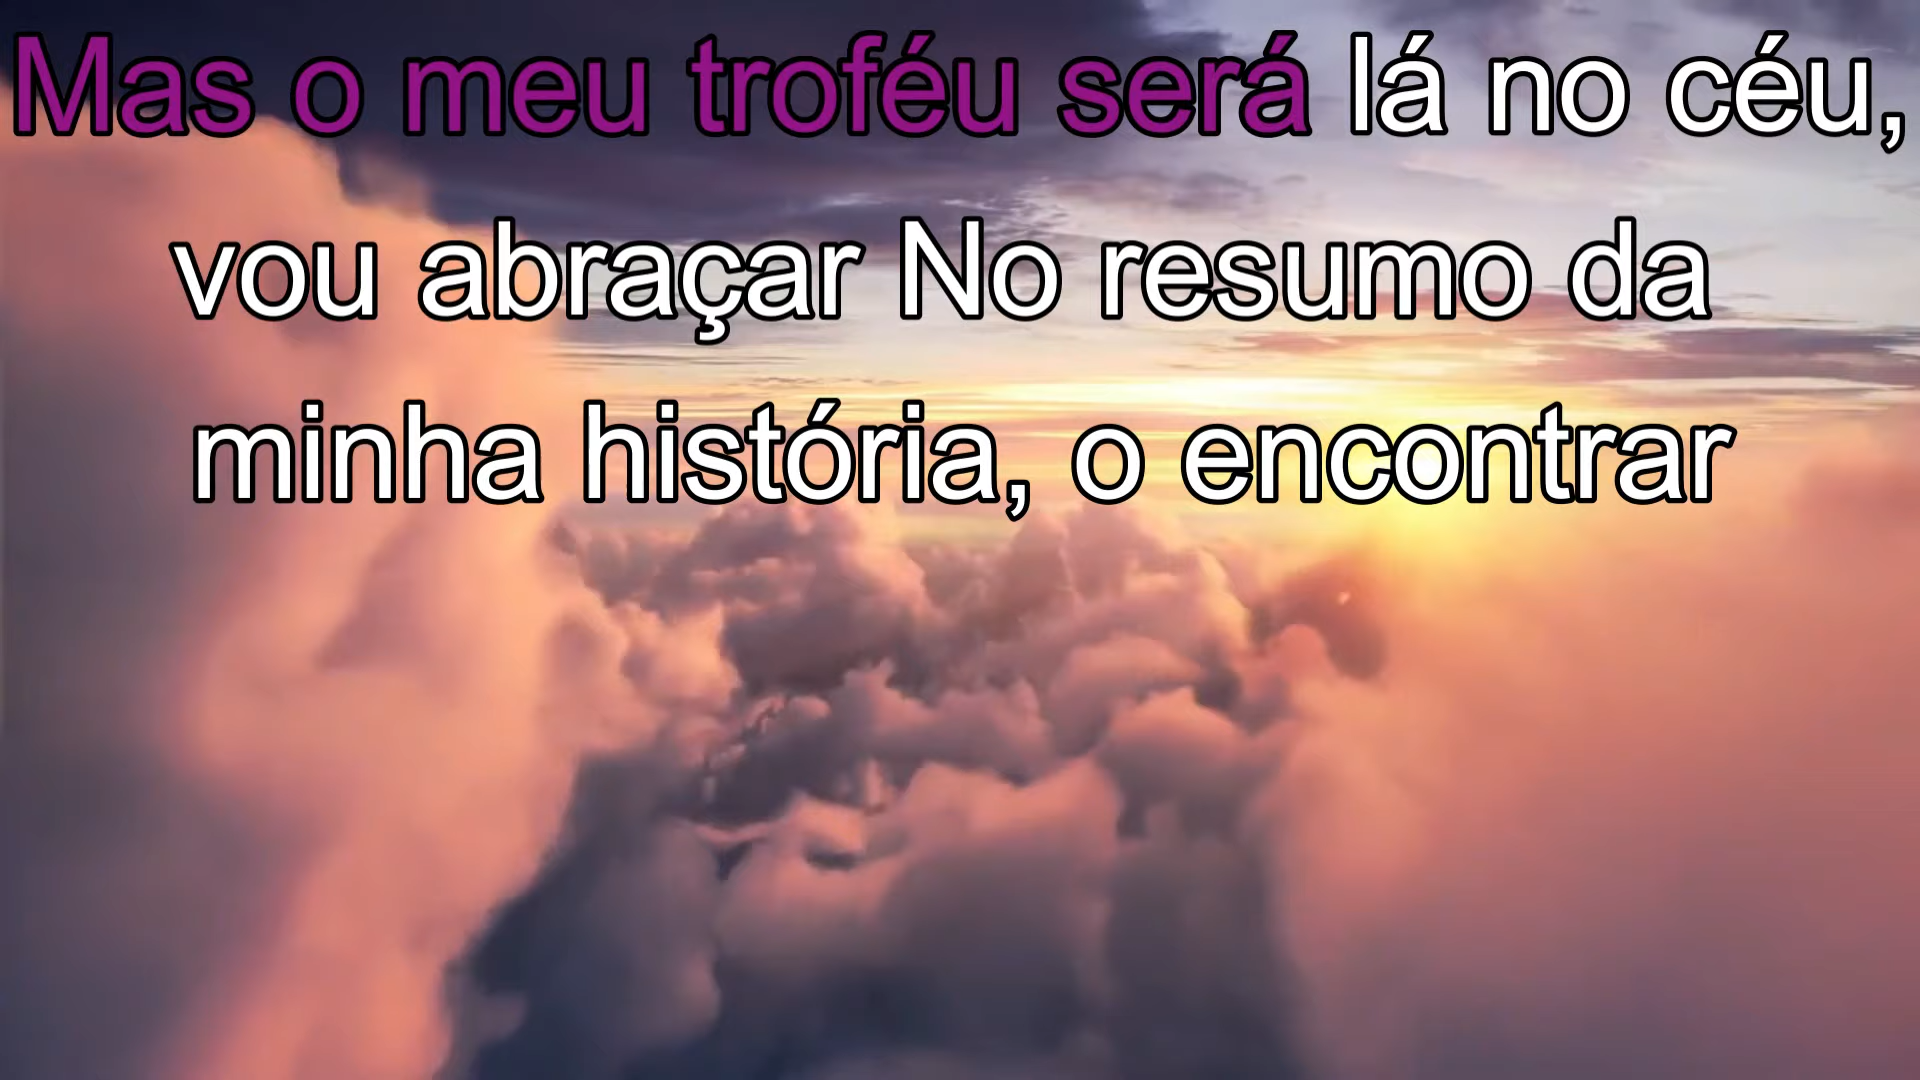 Mas o meu troféu será lá no céu,
vou abraçar No resumo da
minha história, o encontrar